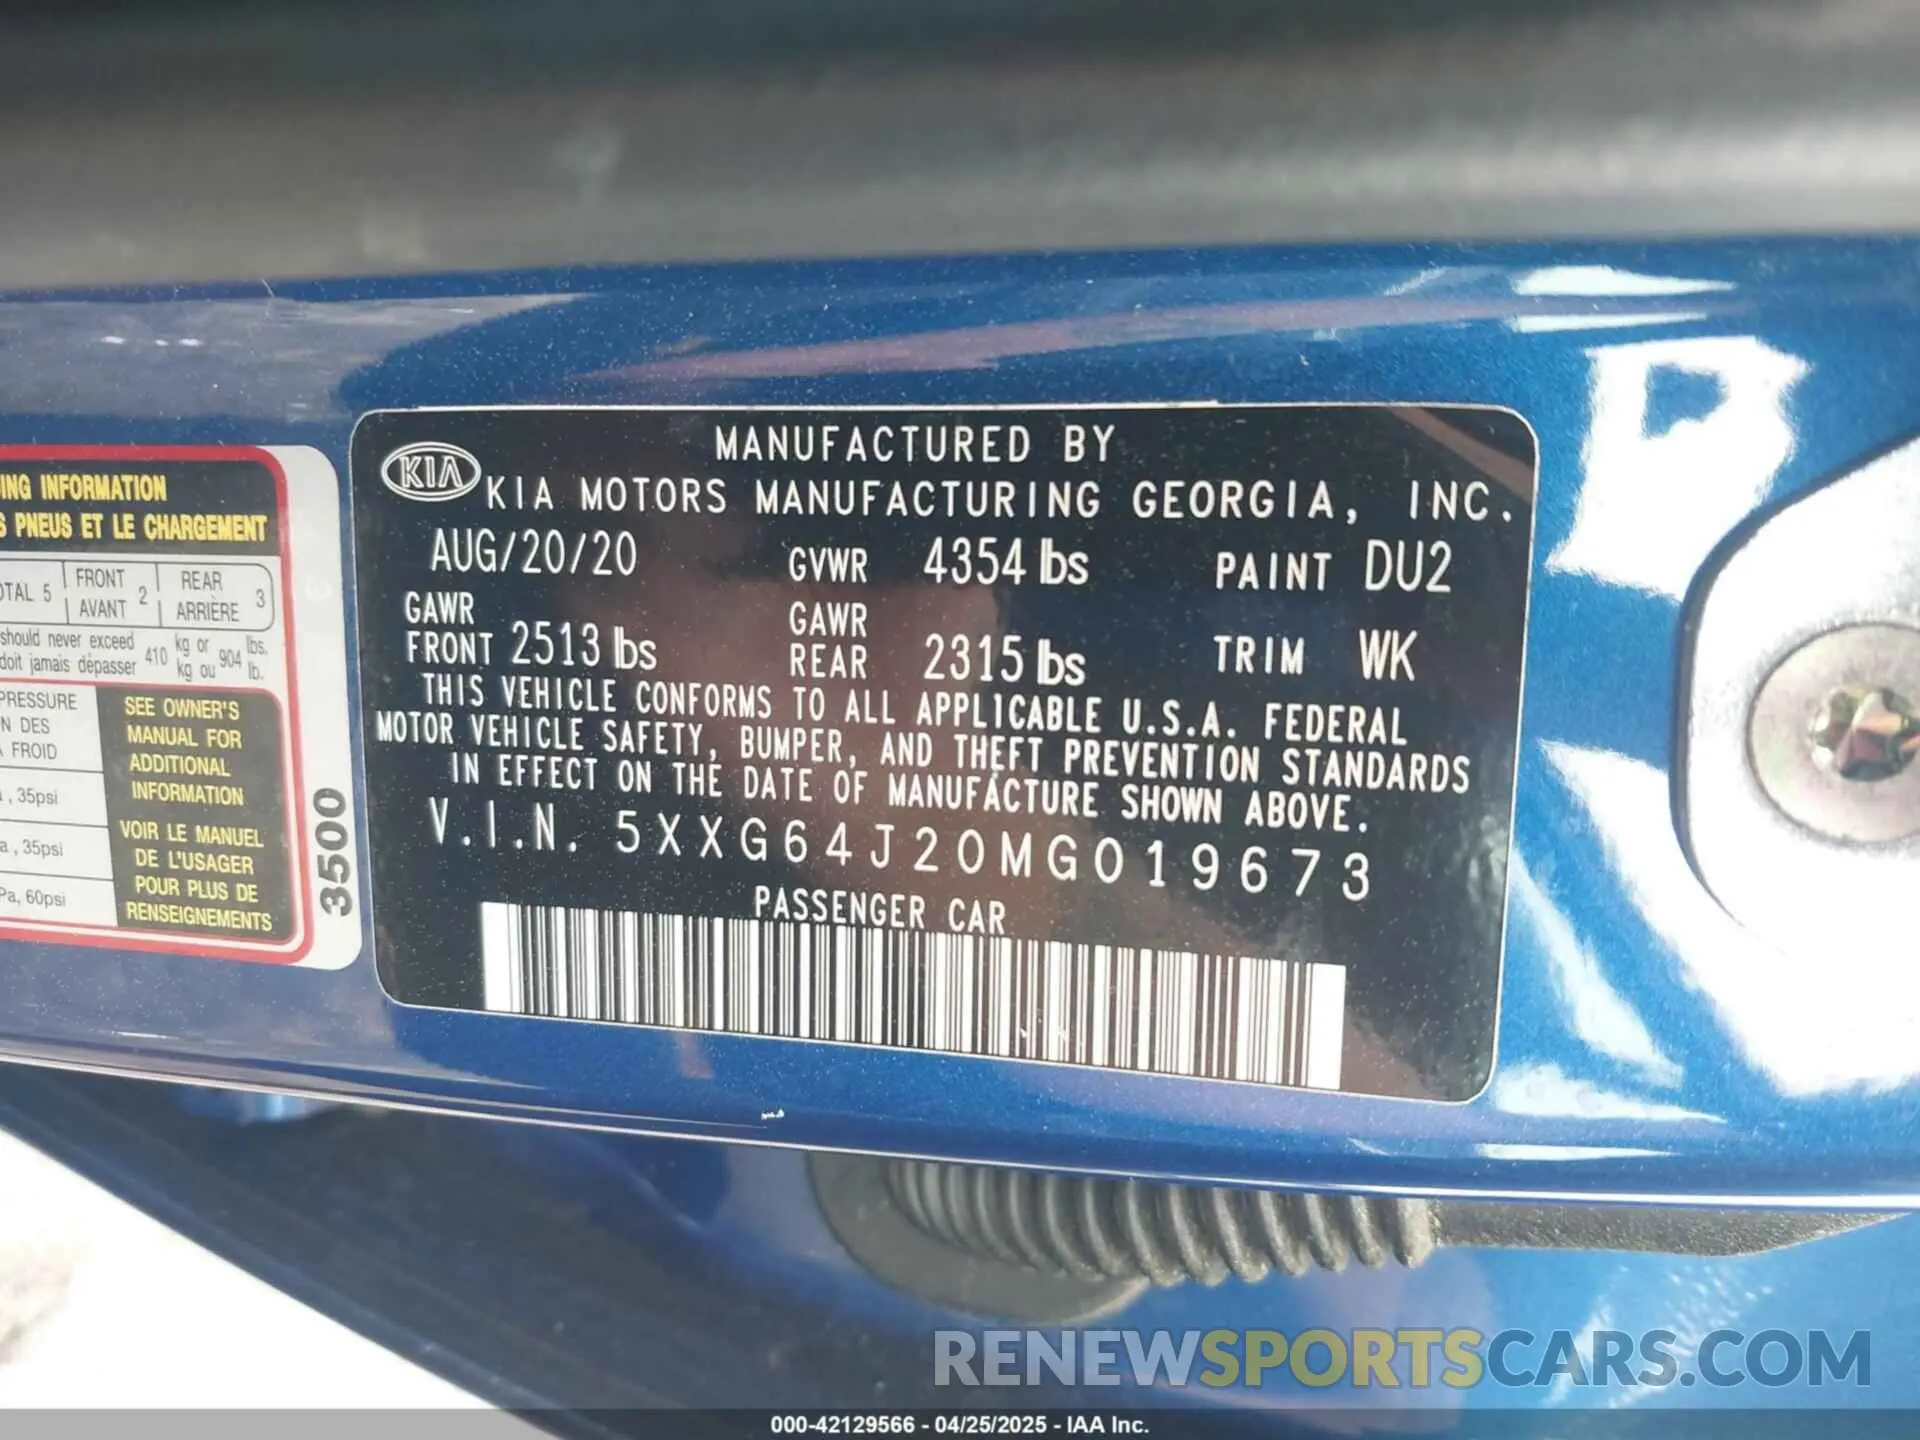 ING INFORMATION
S PNEUS ET LE CHARGEMENT
OTAL 5 FRONT AVANT 2 REAR ARRIÈRE 3
should never exceed 410 kg or 904 lbs.
doit jamais dépasser kg ou lb.
PRESSURE
N DES
FROID
, 35psi
a , 35psi
Pa, 60psi
SEE OWNER'S
MANUAL FOR
ADDITIONAL
INFORMATION
VOIR LE MANUEL
DE L'USAGER
POUR PLUS DE
RENSEIGNEMENTS
3500
MANUFACTURED BY
KIA KIA MOTORS MANUFACTURING GEORGIA, INC.
AUG/20/20 GVWR 4354 lbs PAINT DU2
GAWR FRONT 2513 lbs GAWR REAR 2315 lbs TRIM WK
THIS VEHICLE CONFORMS TO ALL APPLICABLE U.S.A. FEDERAL
MOTOR VEHICLE SAFETY, BUMPER, AND THEFT PREVENTION STANDARDS
IN EFFECT ON THE DATE OF MANUFACTURE SHOWN ABOVE.
V.I.N. 5XXG64J20MG019673
PASSENGER CAR
RENEWSPORTSCARS.COM
000-42129566 - 04/25/2025 - IAA Inc.